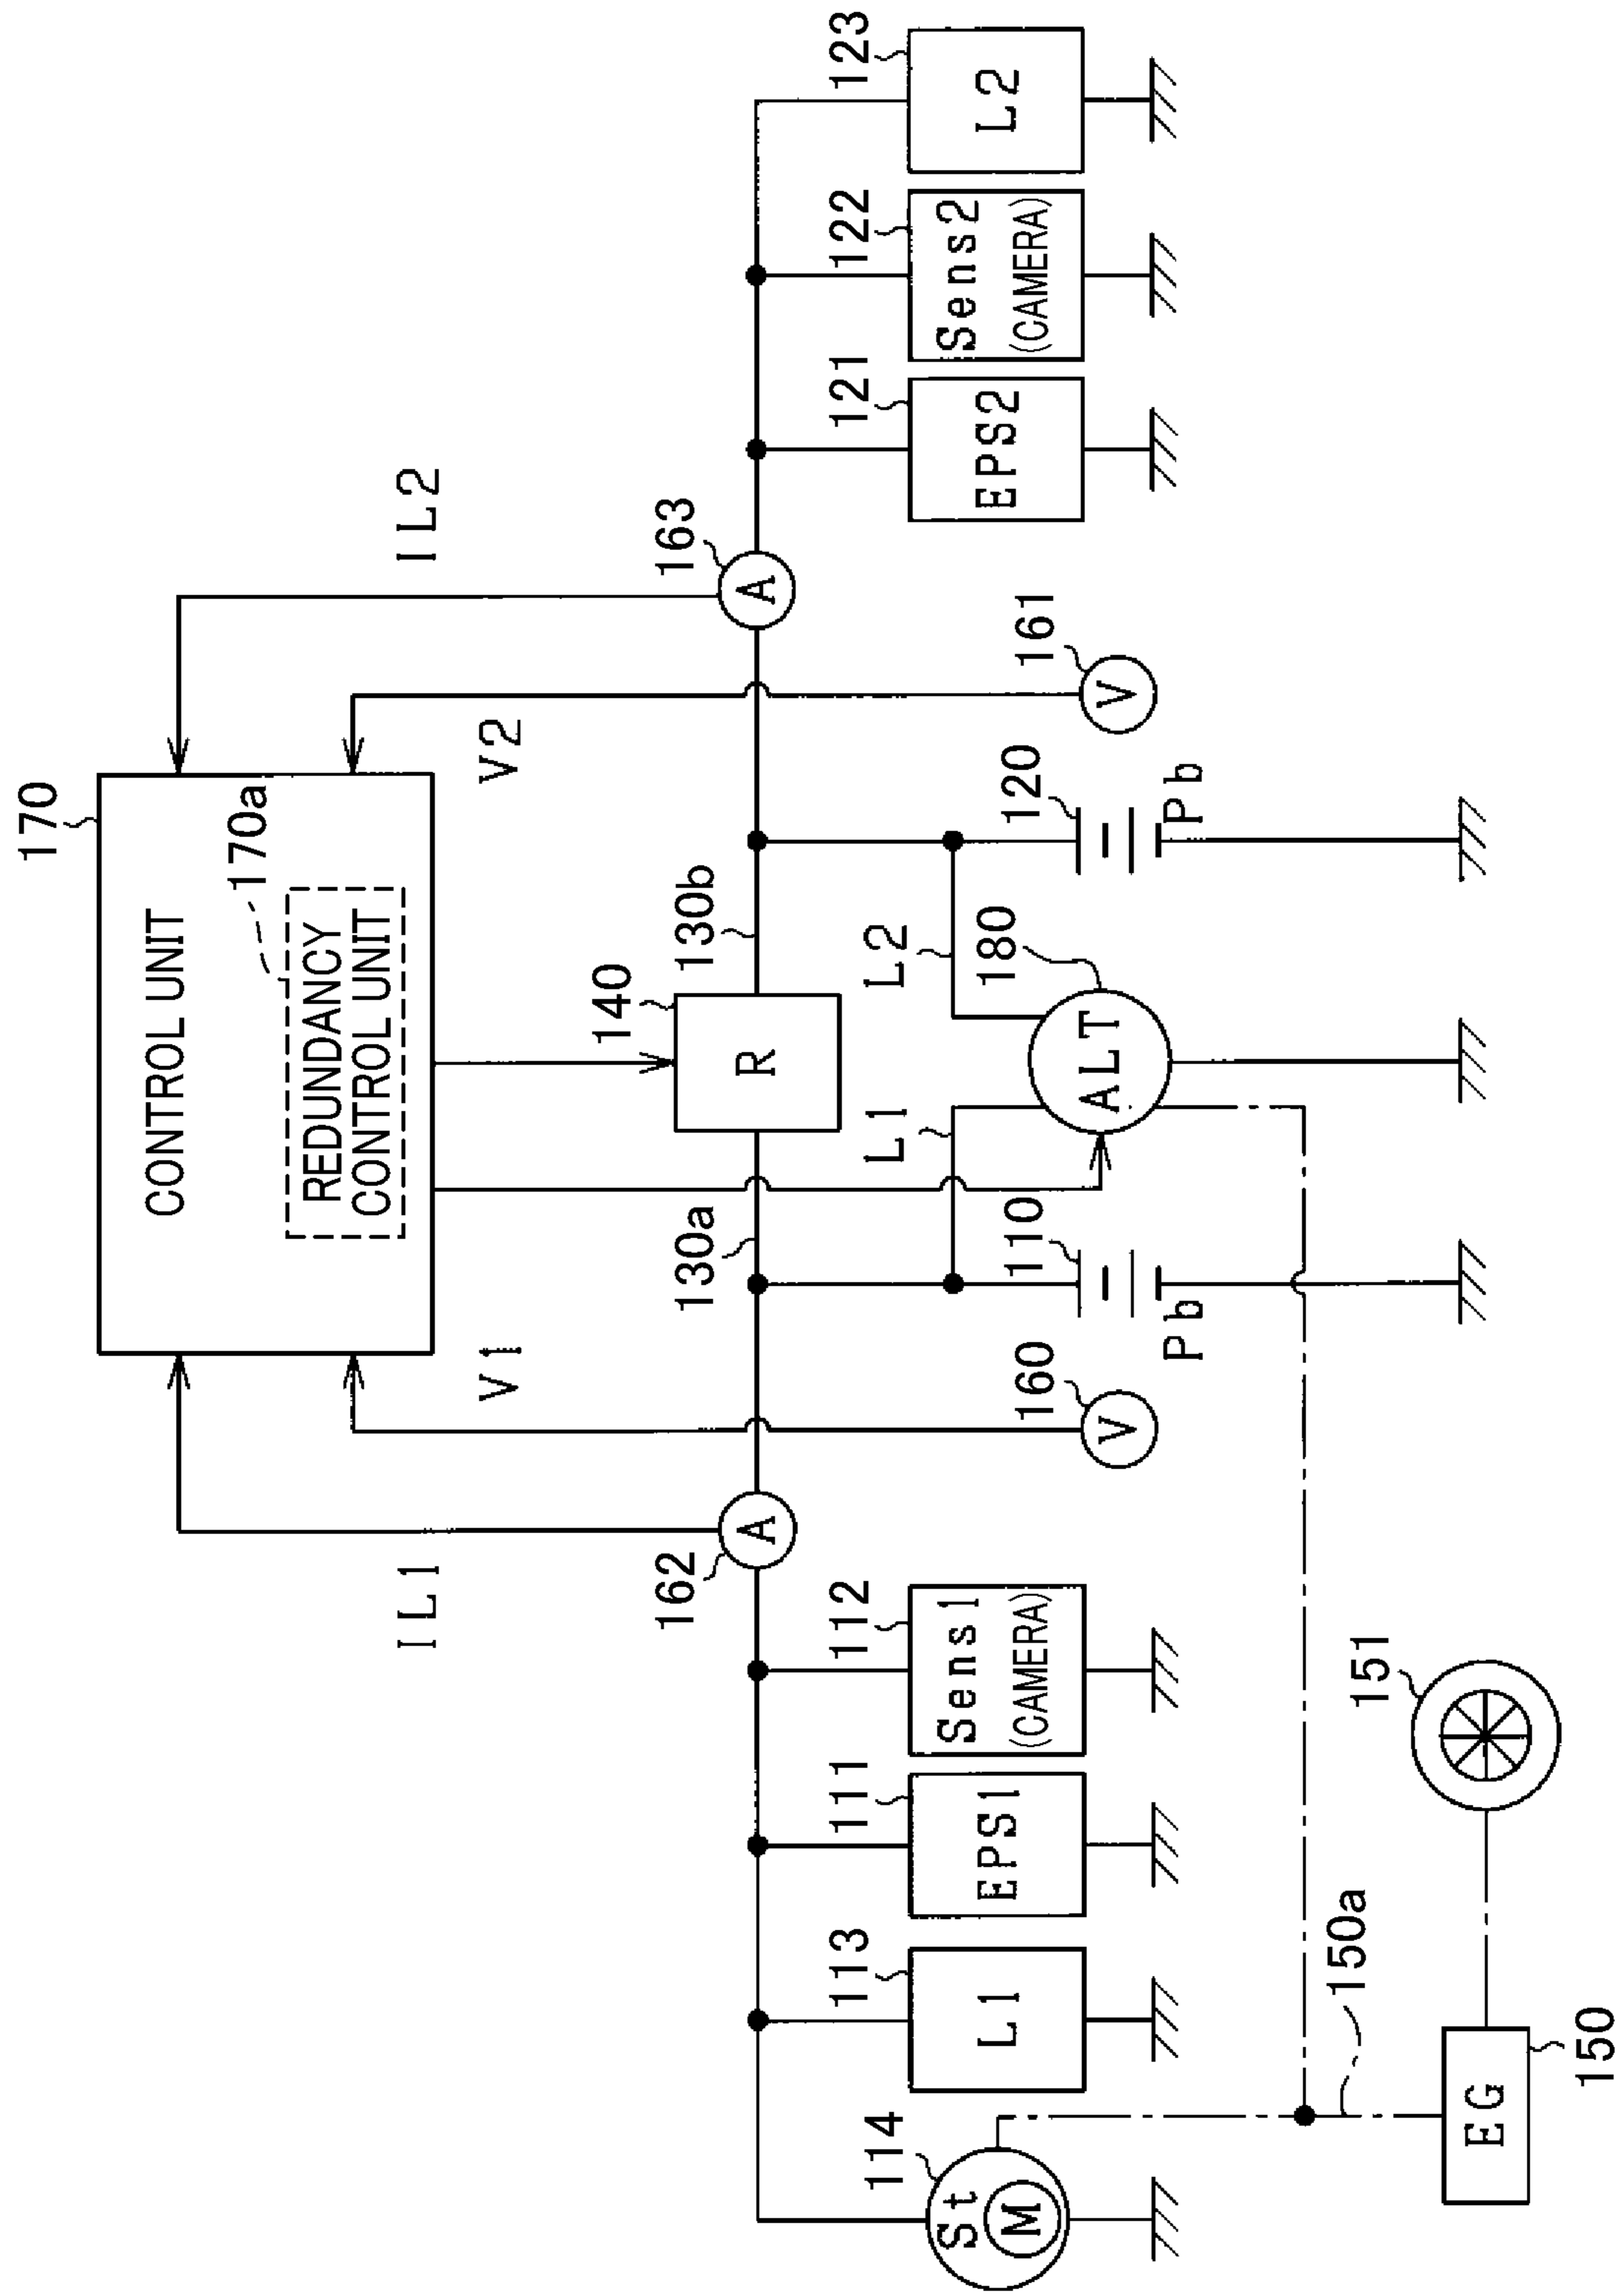 170
CONTROL UNIT
170a
REDUNDANCY
CONTROL UNIT
IL1
V1
V2
IL2
140
R
162
A
130a
130b
163
A
114
St
M
113
L1
111
EPS1
112
Sens1
(CAMERA)
160
V
110
Pb
L1
L2
180
ALT
120
Pb
161
V
121
EPS2
122
Sens2
(CAMERA)
123
L2
150a
151
EG
150